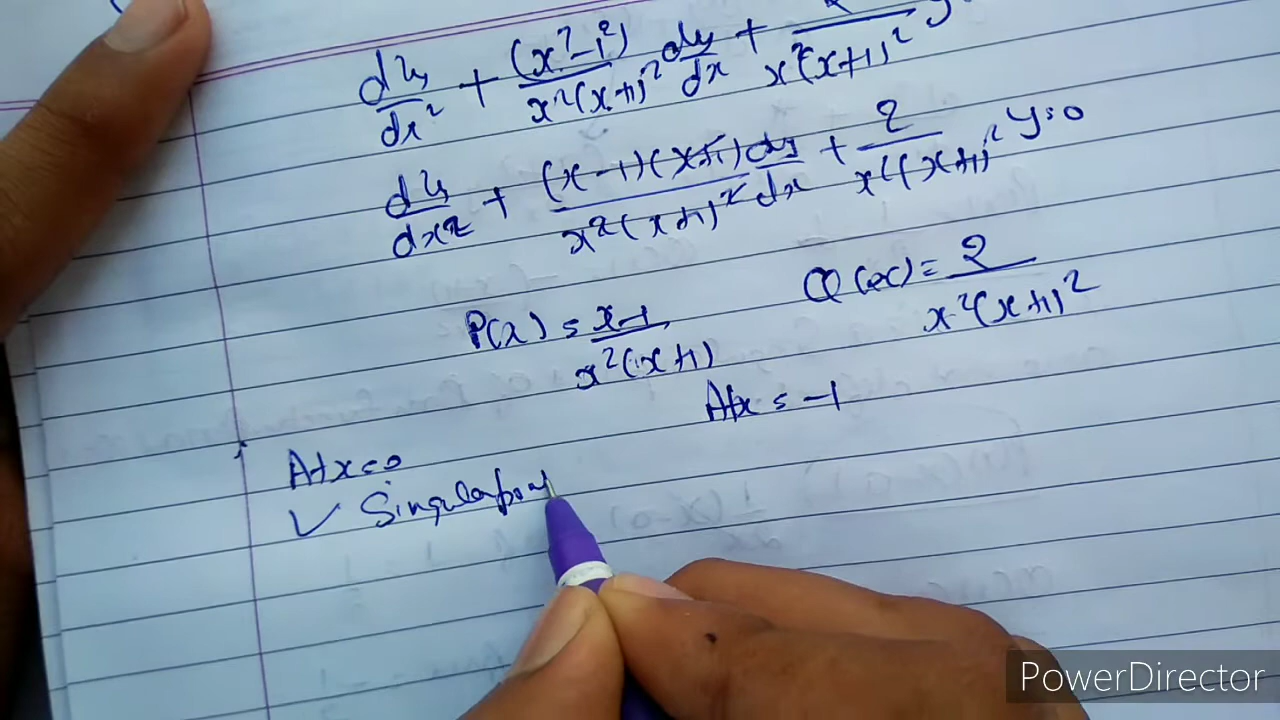 d²y/dx² + (x²-1²)/x²(x+1)² dy/dx + 2/x²(x+1)² y
d²y/dx² + (x-1)(x+1)/x²(x+1)² dy/dx + 2/x²(x+1)² y=0
P(x) = x-1/x²(x+1) Q(x) = 2/x²(x+1)²
At x=0 At x = -1
✓ Singular
PowerDirector